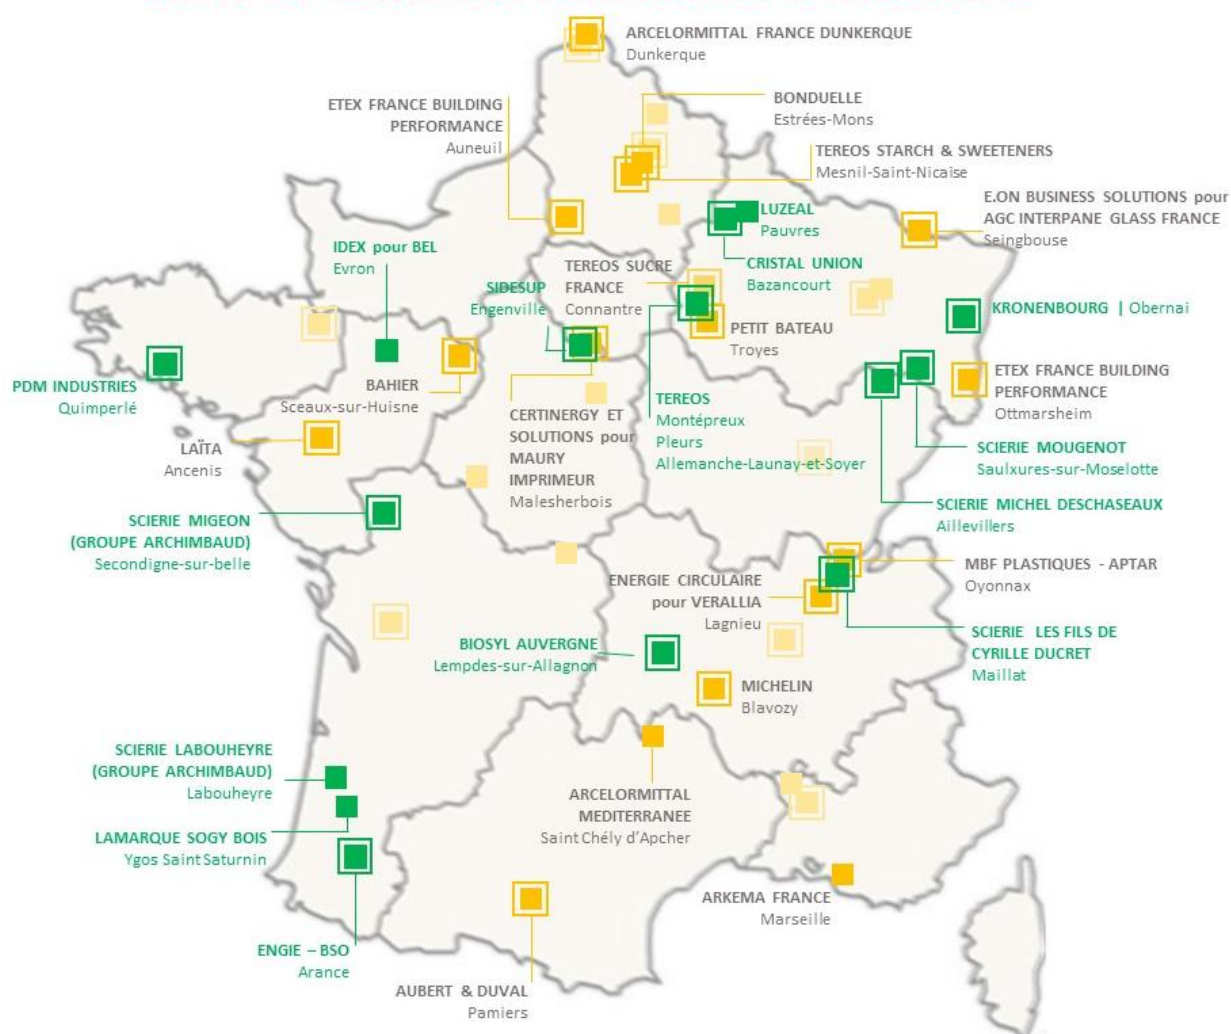 ARCELORMITTAL FRANCE DUNKERQUE
Dunkerque
ETEX FRANCE BUILDING
PERFORMANCE
Auneuil
BONDUELLE
Estrées-Mons
TEREOS STARCH & SWEETENERS
Mesnil-Saint-Nicaise
E.ON BUSINESS SOLUTIONS pour
AGC INTERPANE GLASS FRANCE
Seingbouse
LUZEAL
Pauvres
IDEX pour BEL
Evron
SIDESUP
Engenville
TEREOS SUCRE
FRANCE
Connantre
CRISTAL UNION
Bazancourt
KRONENBOURG | Obernai
PETIT BATEAU
Troyes
PDM INDUSTRIES
Quimperlé
BAHIER
Sceaux-sur-Huisne
ETEX FRANCE BUILDING
PERFORMANCE
Ottmarsheim
TEREOS
Montépreux
Pleurs
Allemanche-Launay-et-Soyer
CERTINERGY ET
SOLUTIONS pour
MAURY
IMPRIMEUR
Malesherbois
LAÏTA
Ancenis
SCIERIE MOUGENOT
Saulxures-sur-Moselotte
SCIERIE MICHEL DESCHASEAUX
Aillevillers
SCIERIE MIGEON
(GROUPE ARCHIMBAUD)
Secondigne-sur-belle
MBF PLASTIQUES - APTAR
Oyonnax
ENERGIE CIRCULAIRE
pour VERALLIA
Lagnieu
SCIERIE LES FILS DE
CYRILLE DUCRET
Maillat
BIOSYL AUVERGNE
Lempdes-sur-Allagnon
MICHELIN
Blavozy
SCIERIE LABOUHEYRE
(GROUPE ARCHIMBAUD)
Labouheyre
ARCELORMITTAL
MEDITERRANEE
Saint Chély d'Apcher
LAMARQUE SOGY BOIS
Ygos Saint Saturnin
ARKEMA FRANCE
Marseille
ENGIE – BSO
Arance
AUBERT & DUVAL
Pamiers